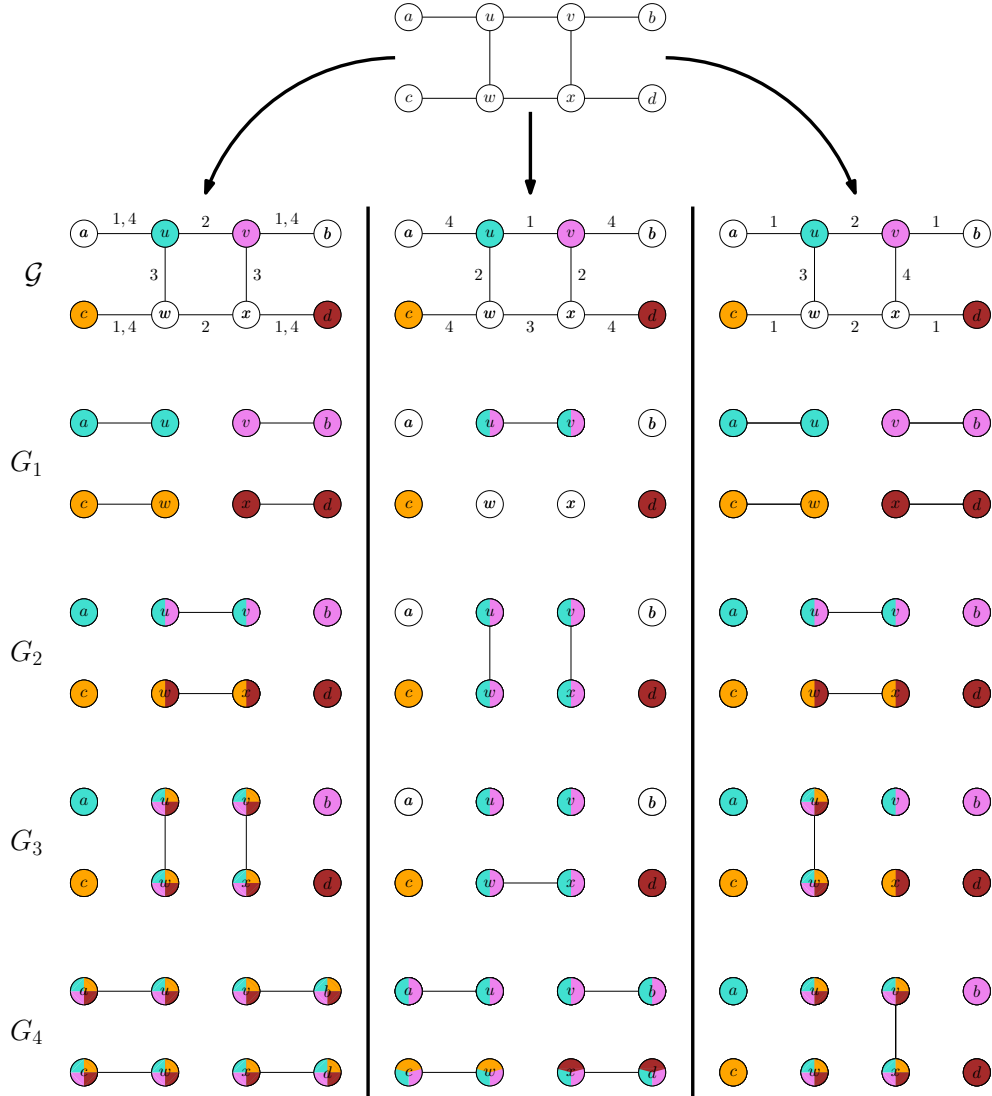 a u v b
c w x d
1, 4 2 1, 4 4 1 4 1 2 1
a u v b a u v b a u v b
𝒢 3 3 2 2 3 4
c w x d c w x d c w x d
1, 4 2 1, 4 4 3 4 1 2 1
a u v b a u v b a u v b
G₁
c w x d c w x d c w x d
a u v b a u v b a u v b
G₂
c w x d c w x d c w x d
a u v b a u v b a u v b
G₃
c w x d c w x d c w x d
a u v b a u v b a u v b
G₄
c w x d c w x d c w x d